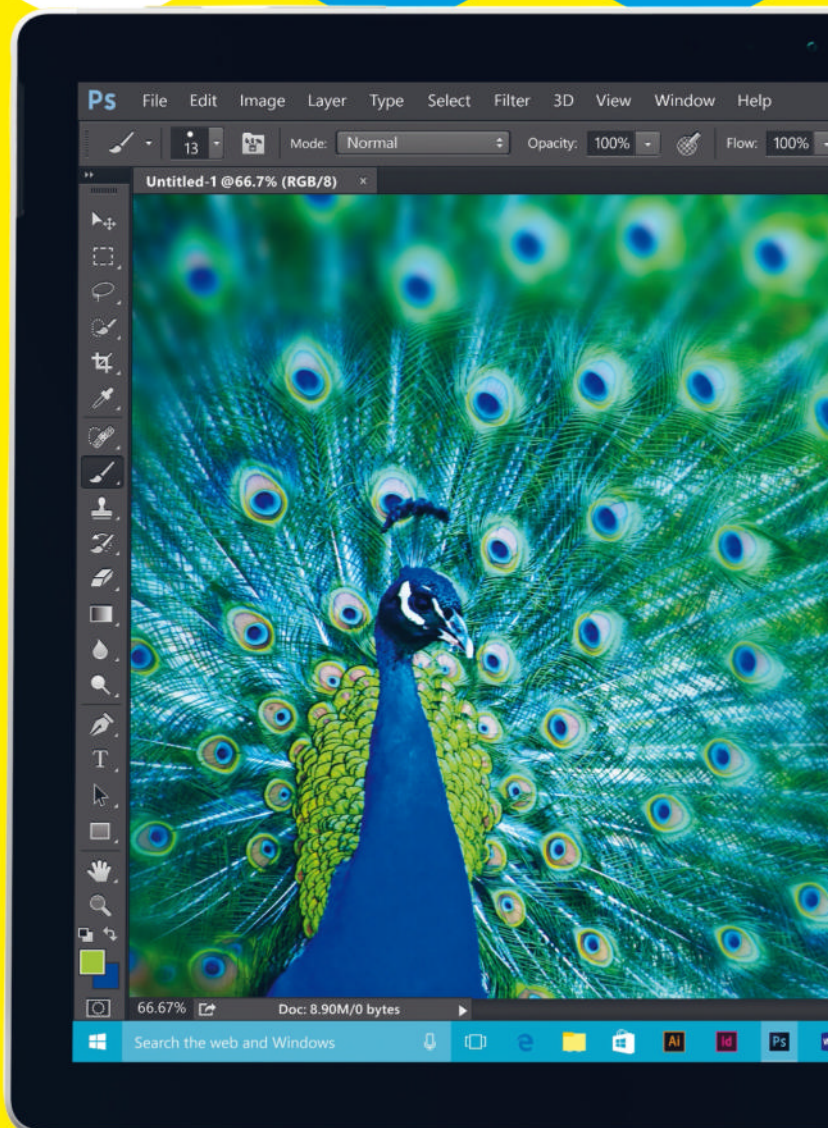 Ps File Edit Image Layer Type Select Filter 3D View Window Help
13 Mode: Normal Opacity: 100% Flow: 100%
Untitled-1 @66.7% (RGB/8) ×
T
66.67% Doc: 8.90M/0 bytes
Search the web and Windows e Ai Id Ps